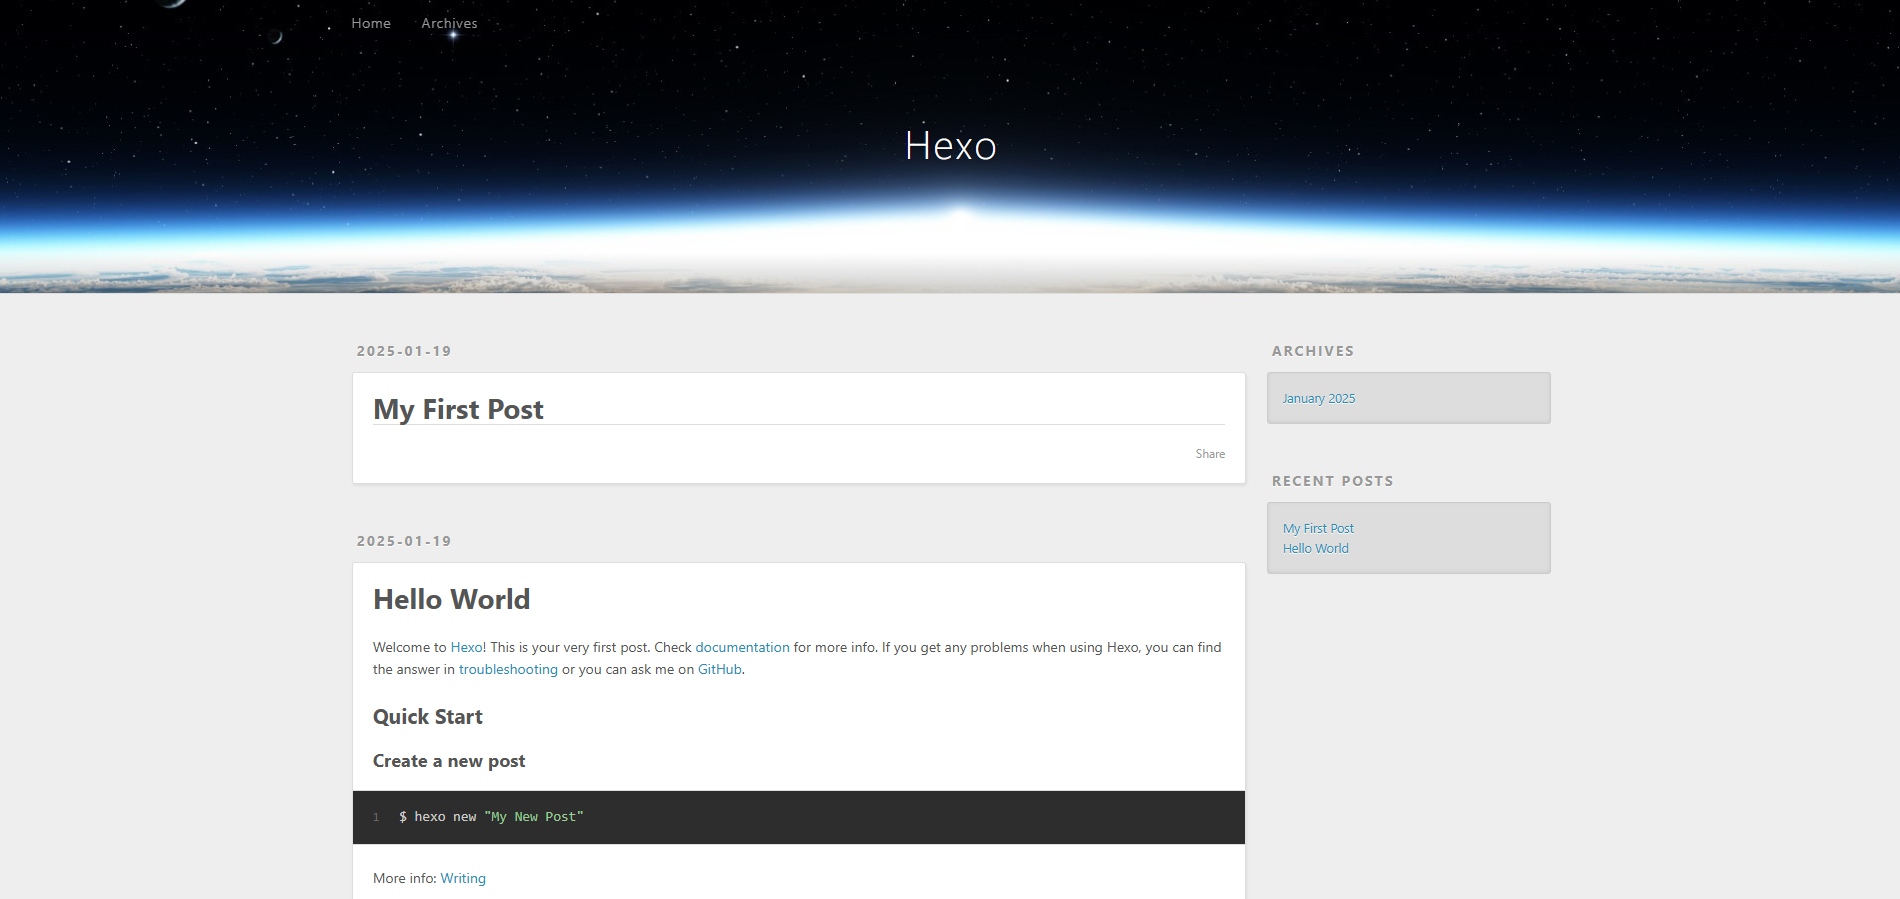 Home Archives
Hexo
2025-01-19
My First Post
Share
2025-01-19
Hello World
Welcome to Hexo! This is your very first post. Check documentation for more info. If you get any problems when using Hexo, you can find
the answer in troubleshooting or you can ask me on GitHub.
Quick Start
Create a new post
1 $ hexo new "My New Post"
More info: Writing
ARCHIVES
January 2025
RECENT POSTS
My First Post
Hello World